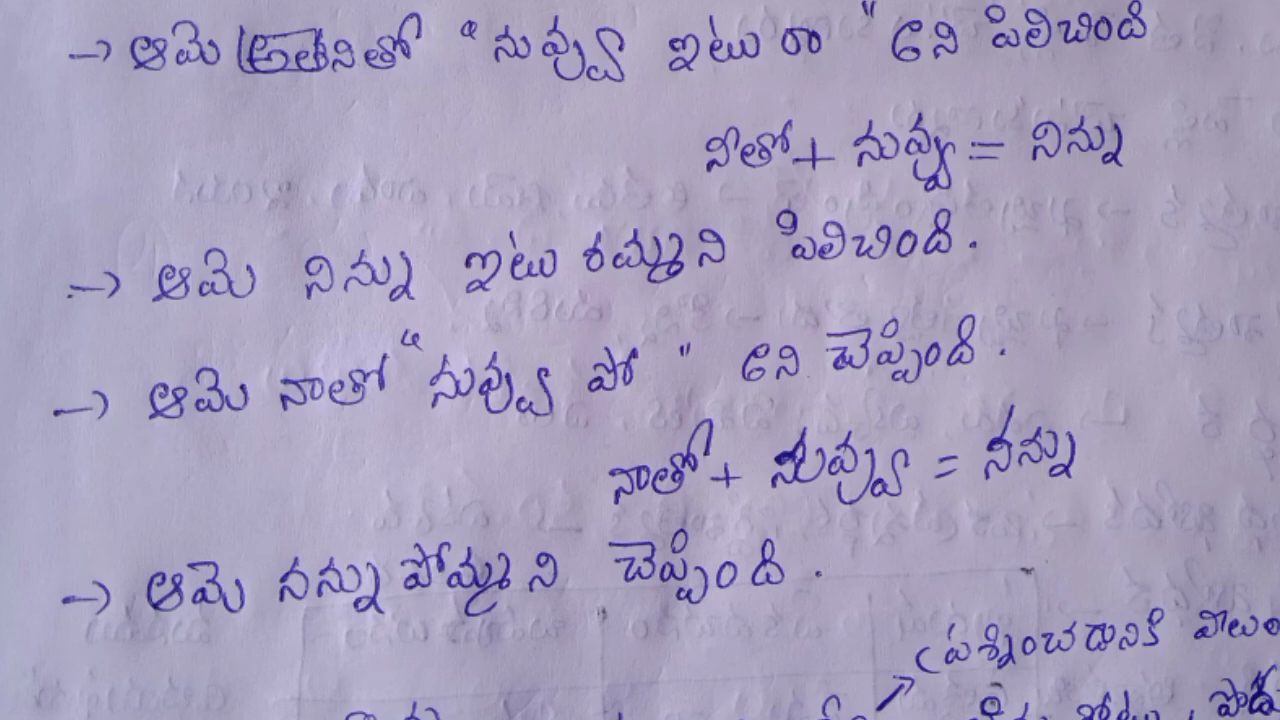 → ఆమె అతనితో "నువ్వు ఇటు రా" అని పిలిచింది
నీతో + నువ్వు = నిన్ను
→ ఆమె నిన్ను ఇటు రమ్మని పిలిచింది.
→ ఆమె నాతో "నువ్వు పో" అని చెప్పింది.
నాతో + నువ్వు = నన్ను
→ ఆమె నన్ను పోమ్మని చెప్పింది.
ప్రశ్నించడానికి